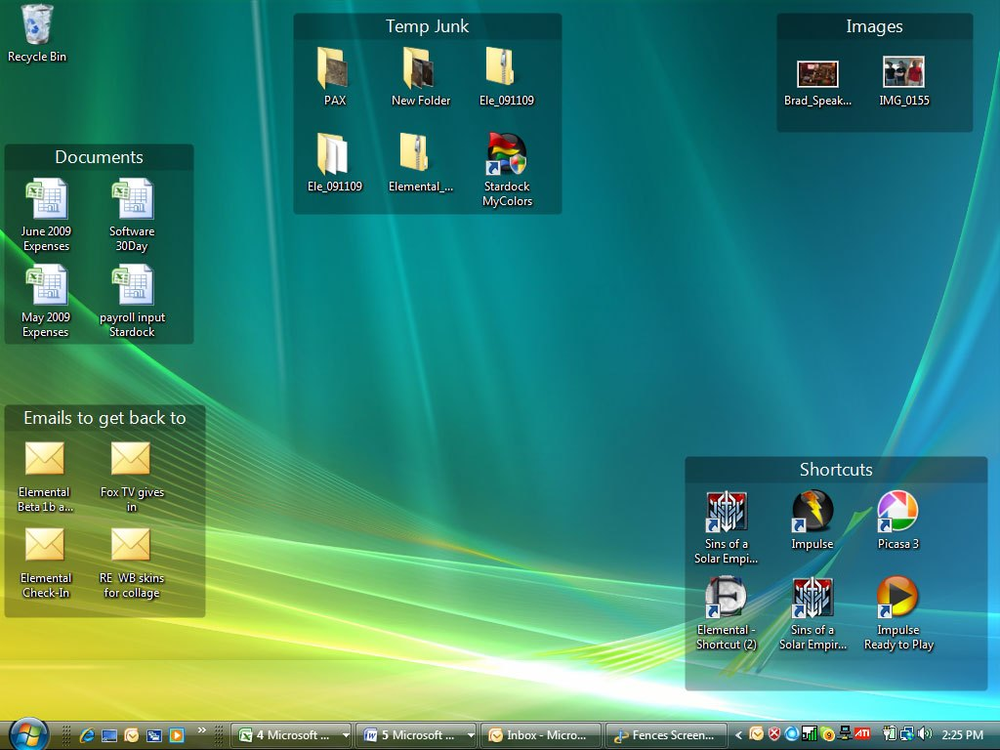 Recycle Bin
Temp Junk
PAX
New Folder
Ele_091109
Ele_091109
Elemental_...
Stardock
MyColors
Images
Brad_Speak...
IMG_0155
Documents
June 2009
Expenses
Software
30Day
May 2009
Expenses
payroll input
Stardock
Emails to get back to
Elemental
Beta 1b a...
Fox TV gives
in
Elemental
Check-In
RE WB skins
for collage
Shortcuts
Sins of a
Solar Empi...
Impulse
Picasa 3
Elemental -
Shortcut (2)
Sins of a
Solar Empir...
Impulse
Ready to Play
4 Microsoft ...
5 Microsoft ...
Inbox - Micro...
Fences Screen...
ATI
2:25 PM